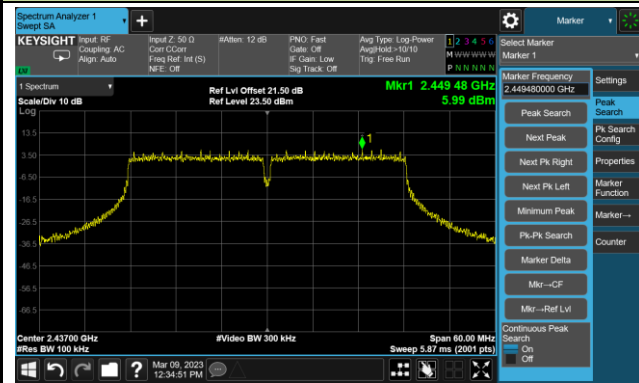 Spectrum Analyzer 1
Swept SA
Marker
KEYSIGHT
Input: RF
Coupling: AC
Align: Auto
Input Z: 50 Ω
Corr CCorr
Freq Ref: Int (S)
NFE: Off
#Atten: 12 dB
PNO: Fast
Gate: Off
IF Gain: Low
Sig Track: Off
Avg Type: Log-Power
Avg|Hold:>10/10
Trig: Free Run
1 2 3 4 5 6
M W W W W W
P N N N N N
Select Marker
Marker 1
LXI
1 Spectrum
Scale/Div 10 dB
Log
Ref Lvl Offset 21.50 dB
Ref Level 23.50 dBm
Mkr1 2.449 48 GHz
5.99 dBm
13.5
3.50
-6.50
-16.5
-26.5
-36.5
-46.5
-56.5
-66.5
1
Center 2.43700 GHz
#Res BW 100 kHz
#Video BW 300 kHz
Span 60.00 MHz
Sweep 5.87 ms (2001 pts)
Marker Frequency
2.449480000 GHz
Peak Search
Next Peak
Next Pk Right
Next Pk Left
Minimum Peak
Pk-Pk Search
Marker Delta
Mkr→CF
Mkr→Ref Lvl
Continuous Peak
Search
On
Off
Settings
Peak
Search
Pk Search
Config
Properties
Marker
Function
Marker→
Counter
Mar 09, 2023
12:34:51 PM